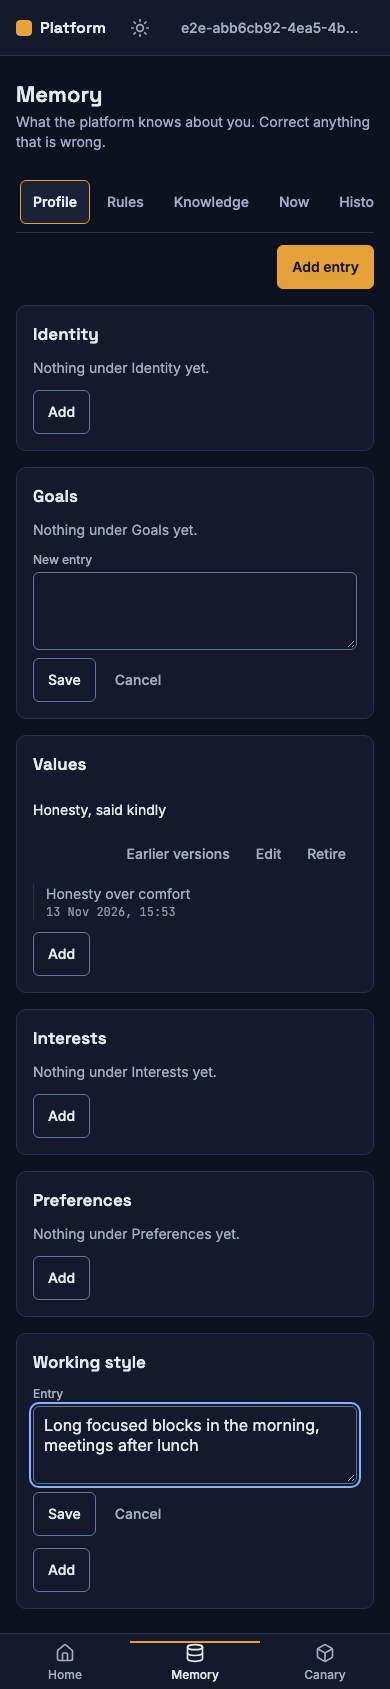 Platform
e2e-abb6cb92-4ea5-4b...
Memory
What the platform knows about you. Correct anything
that is wrong.
Profile Rules Knowledge Now Histo
Add entry
Identity
Nothing under Identity yet.
Add
Goals
Nothing under Goals yet.
New entry
Save Cancel
Values
Honesty, said kindly
Earlier versions Edit Retire
Honesty over comfort
13 Nov 2026, 15:53
Add
Interests
Nothing under Interests yet.
Add
Preferences
Nothing under Preferences yet.
Add
Working style
Entry
Long focused blocks in the morning,
meetings after lunch
Save Cancel
Add
Home Memory Canary